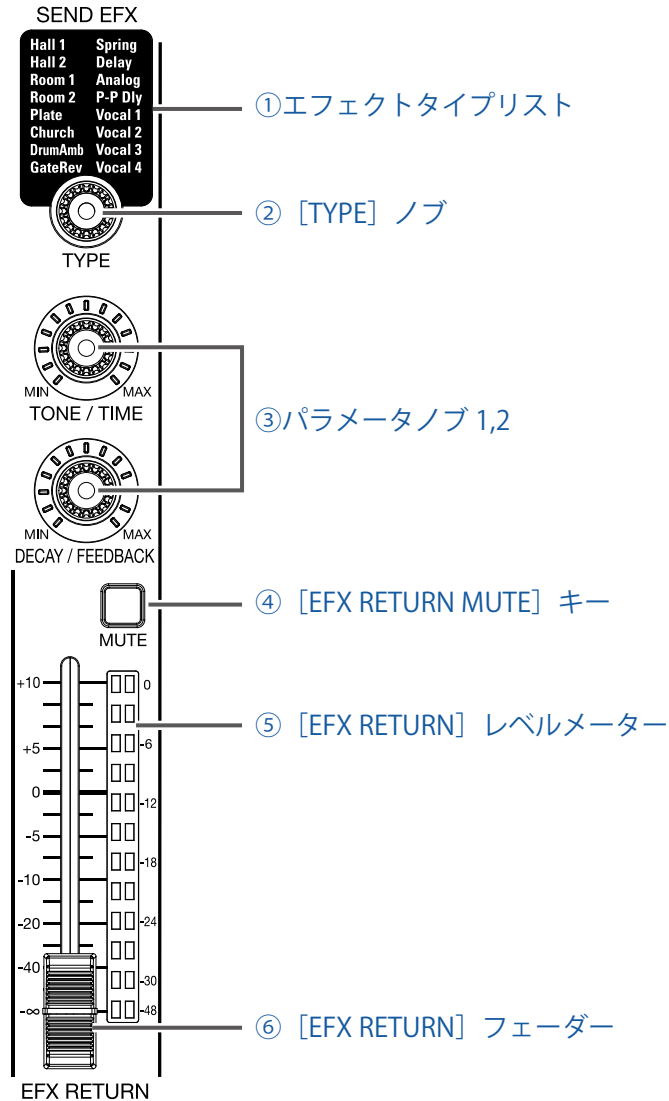 SEND EFX
Hall 1 Spring
Hall 2 Delay
Room 1 Analog
Room 2 P-P Dly
Plate Vocal 1
Church Vocal 2
DrumAmb Vocal 3
GateRev Vocal 4
①エフェクトタイプリスト
②［TYPE］ノブ
TYPE
MIN MAX
TONE / TIME
③パラメータノブ 1,2
MIN MAX
DECAY / FEEDBACK
④［EFX RETURN MUTE］キー
MUTE
+10 0
⑤［EFX RETURN］レベルメーター
+5 -6
0 -12
-5 -18
-10
-20 -24
-40 -30
-∞ -48
⑥［EFX RETURN］フェーダー
EFX RETURN